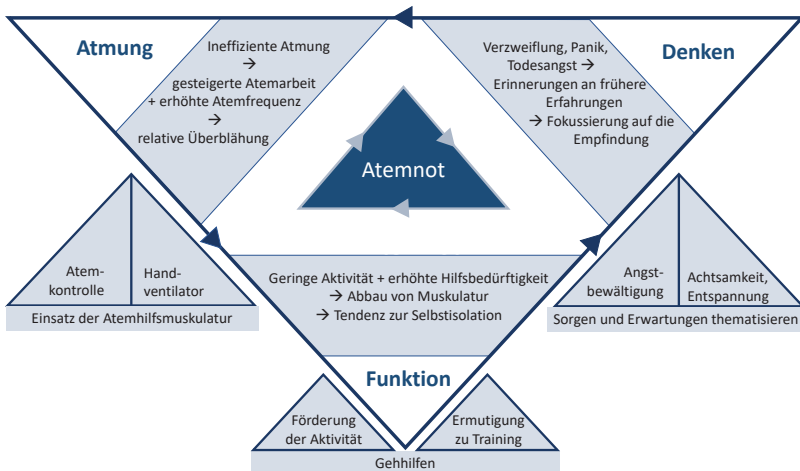 Atmung
Ineffiziente Atmung
→
gesteigerte Atemarbeit
+ erhöhte Atemfrequenz
→
relative Überblähung
Verzweiflung, Panik,
Todesangst →
Erinnerungen an frühere
Erfahrungen
→ Fokussierung auf die
Empfindung
Denken
Atemnot
Atem-
kontrolle
Hand-
ventilator
Einsatz der Atemhilfsmuskulatur
Geringe Aktivität + erhöhte Hilfsbedürftigkeit
→ Abbau von Muskulatur
→ Tendenz zur Selbstisolation
Angst-
bewältigung
Achtsamkeit,
Entspannung
Sorgen und Erwartungen thematisieren
Funktion
Förderung
der Aktivität
Ermutigung
zu Training
Gehhilfen